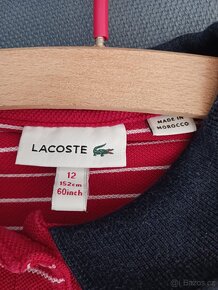 LACOSTE
12
152cm
60inch
MADE IN
MOROCCO
Bazos.cz